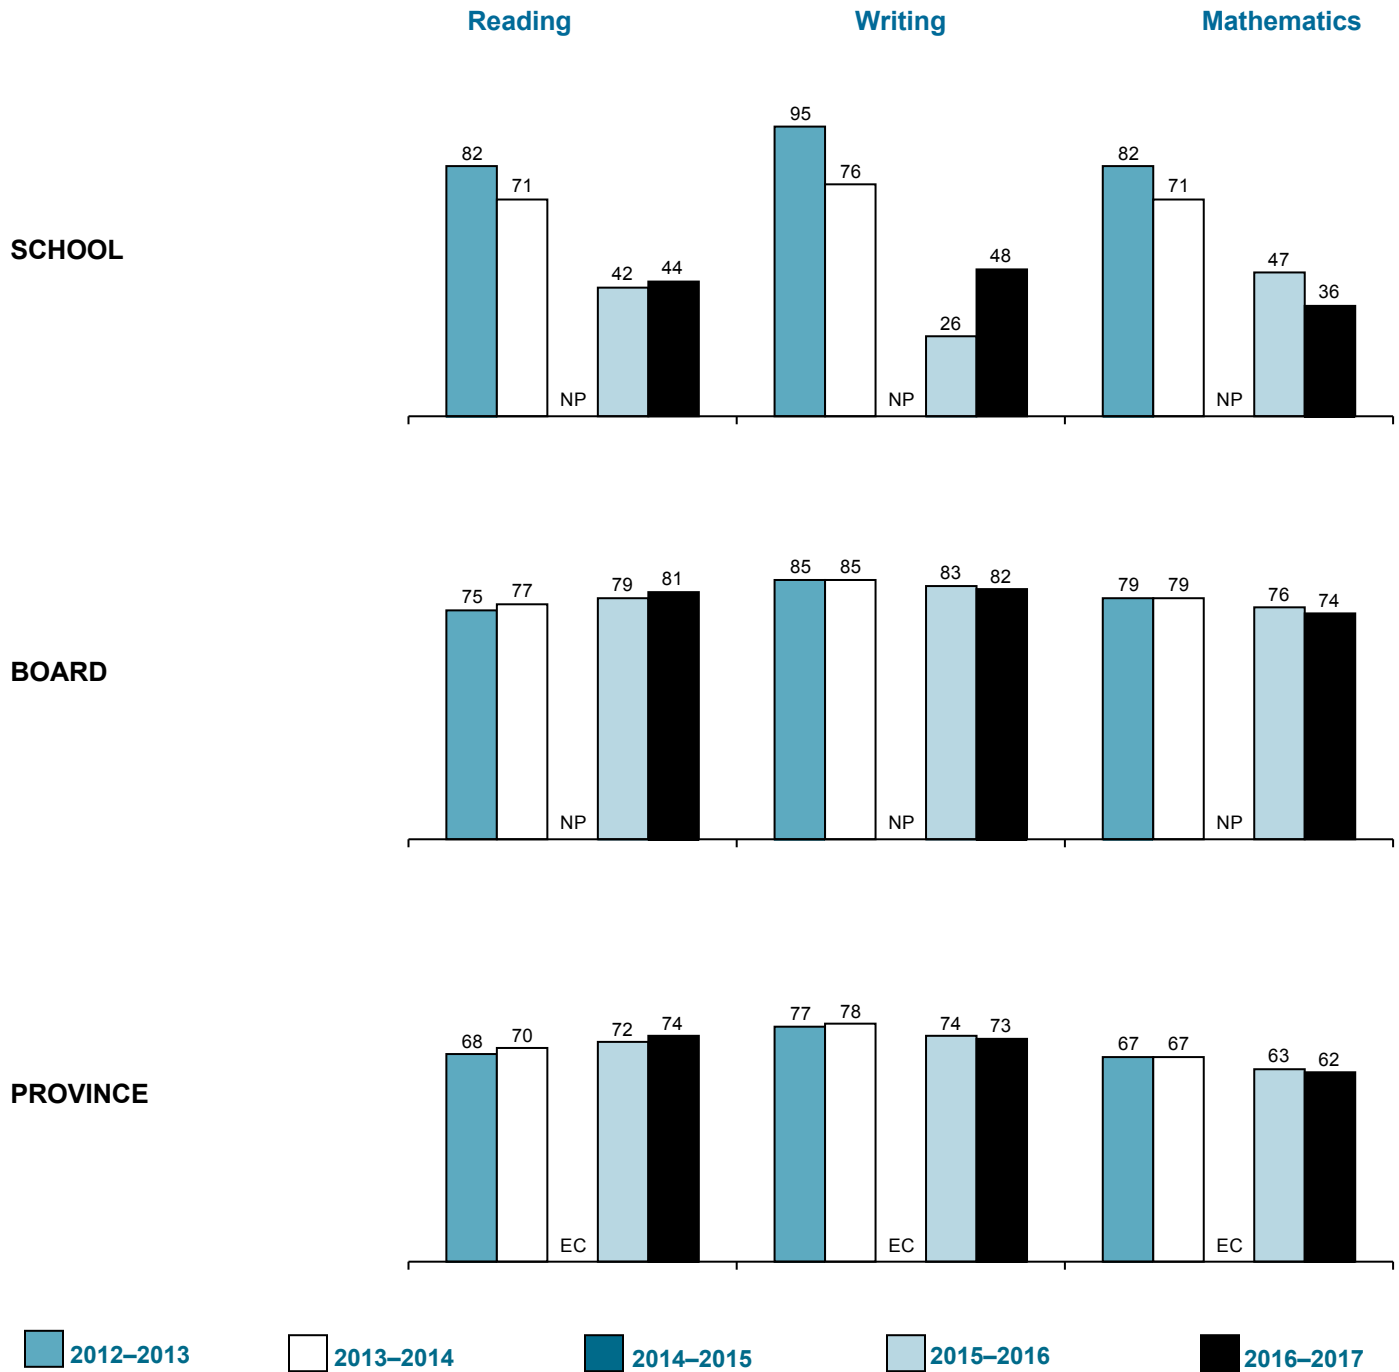 Reading Writing Mathematics
SCHOOL
82 71 NP 42 44 95 76 NP 26 48 82 71 NP 47 36
BOARD
75 77 NP 79 81 85 85 NP 83 82 79 79 NP 76 74
PROVINCE
68 70 EC 72 74 77 78 EC 74 73 67 67 EC 63 62
2012–2013 2013–2014 2014–2015 2015–2016 2016–2017